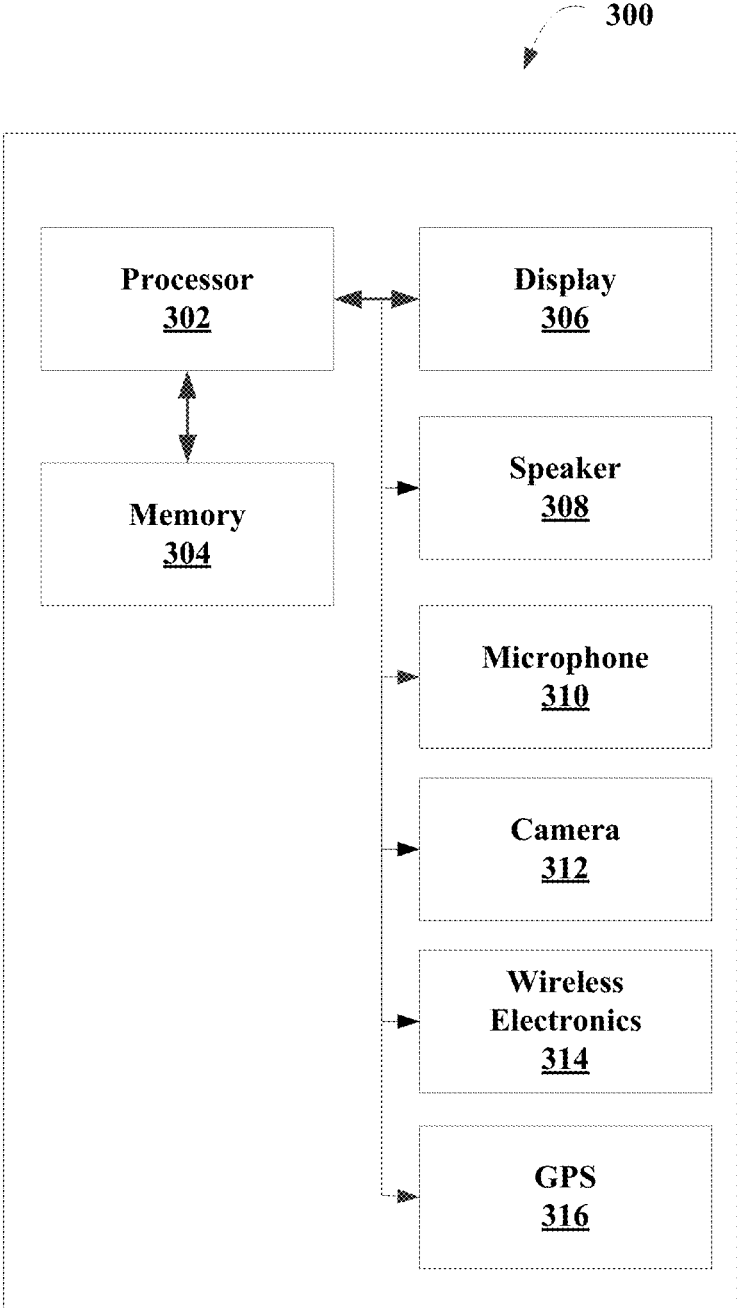 300
Processor
302
Display
306
Speaker
308
Memory
304
Microphone
310
Camera
312
Wireless
Electronics
314
GPS
316